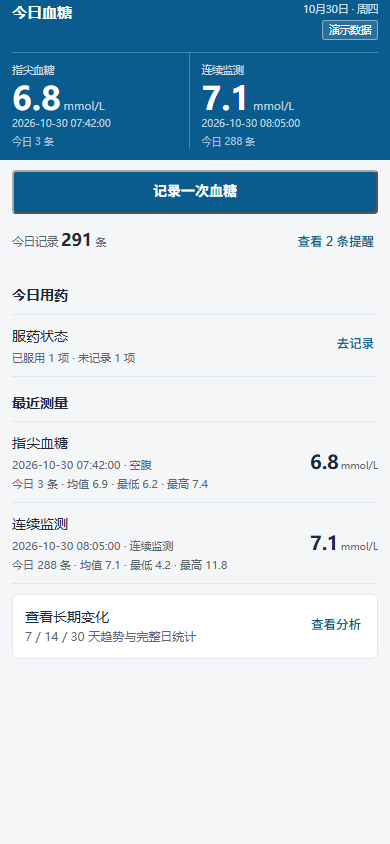 今日血糖
10月30日 · 周四
演示数据
指尖血糖
6.8 mmol/L
2026-10-30 07:42:00
今日 3 条
连续监测
7.1 mmol/L
2026-10-30 08:05:00
今日 288 条
记录一次血糖
今日记录 291 条
查看 2 条提醒
今日用药
服药状态
已服用 1 项 · 未记录 1 项
去记录
最近测量
指尖血糖
2026-10-30 07:42:00 · 空腹
今日 3 条 · 均值 6.9 · 最低 6.2 · 最高 7.4
6.8 mmol/L
连续监测
2026-10-30 08:05:00 · 连续监测
今日 288 条 · 均值 7.1 · 最低 4.2 · 最高 11.8
7.1 mmol/L
查看长期变化
7 / 14 / 30 天趋势与完整日统计
查看分析